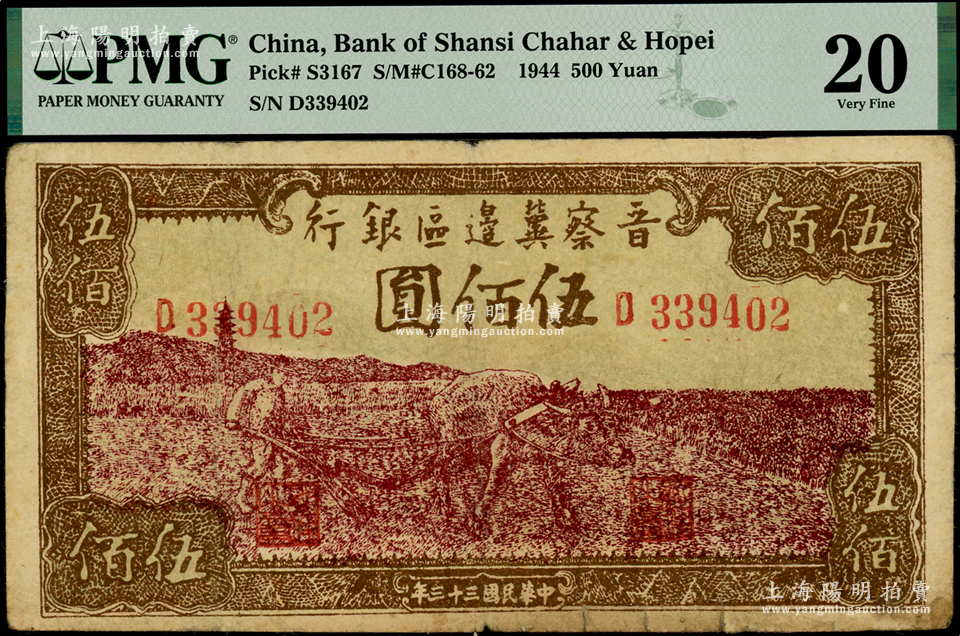 上海陽明拍賣
www.yangmingauction.com
PMG®
PAPER MONEY GUARANTY
China, Bank of Shansi Chahar & Hopei
Pick# S3167 S/M#C168-62 1944 500 Yuan
S/N D339402
20
Very Fine
伍佰
行銀區邊冀察晉
佰伍
圓佰伍
D 339402
D 339402
上海陽明拍賣
www.yangmingauction.com
佰伍
伍佰
年三十三國民華中
上海陽明拍賣
www.yangmingauction.com